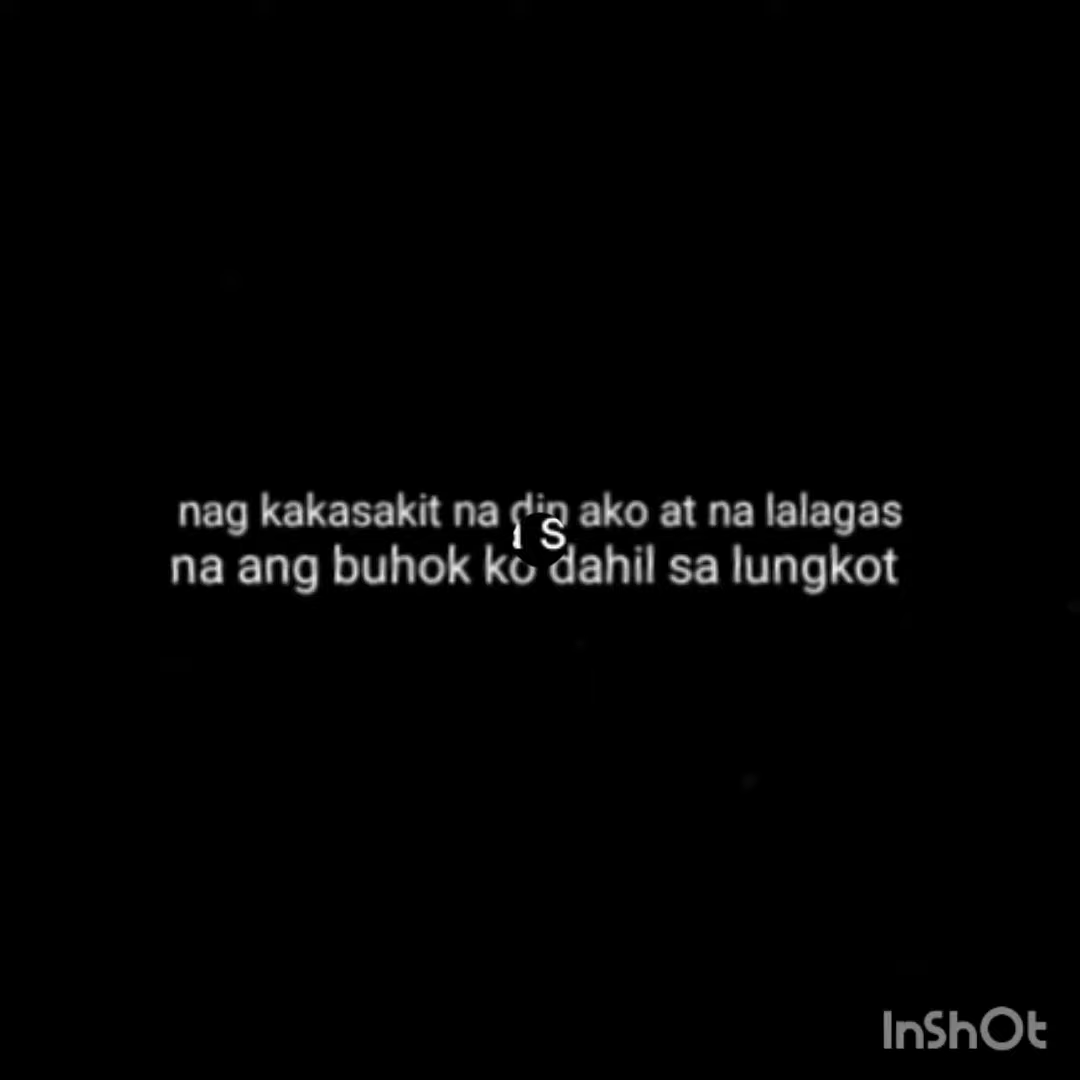 nag kakasakit na din ako at na lalagas
na ang buhok ko dahil sa lungkot
S
InShOt